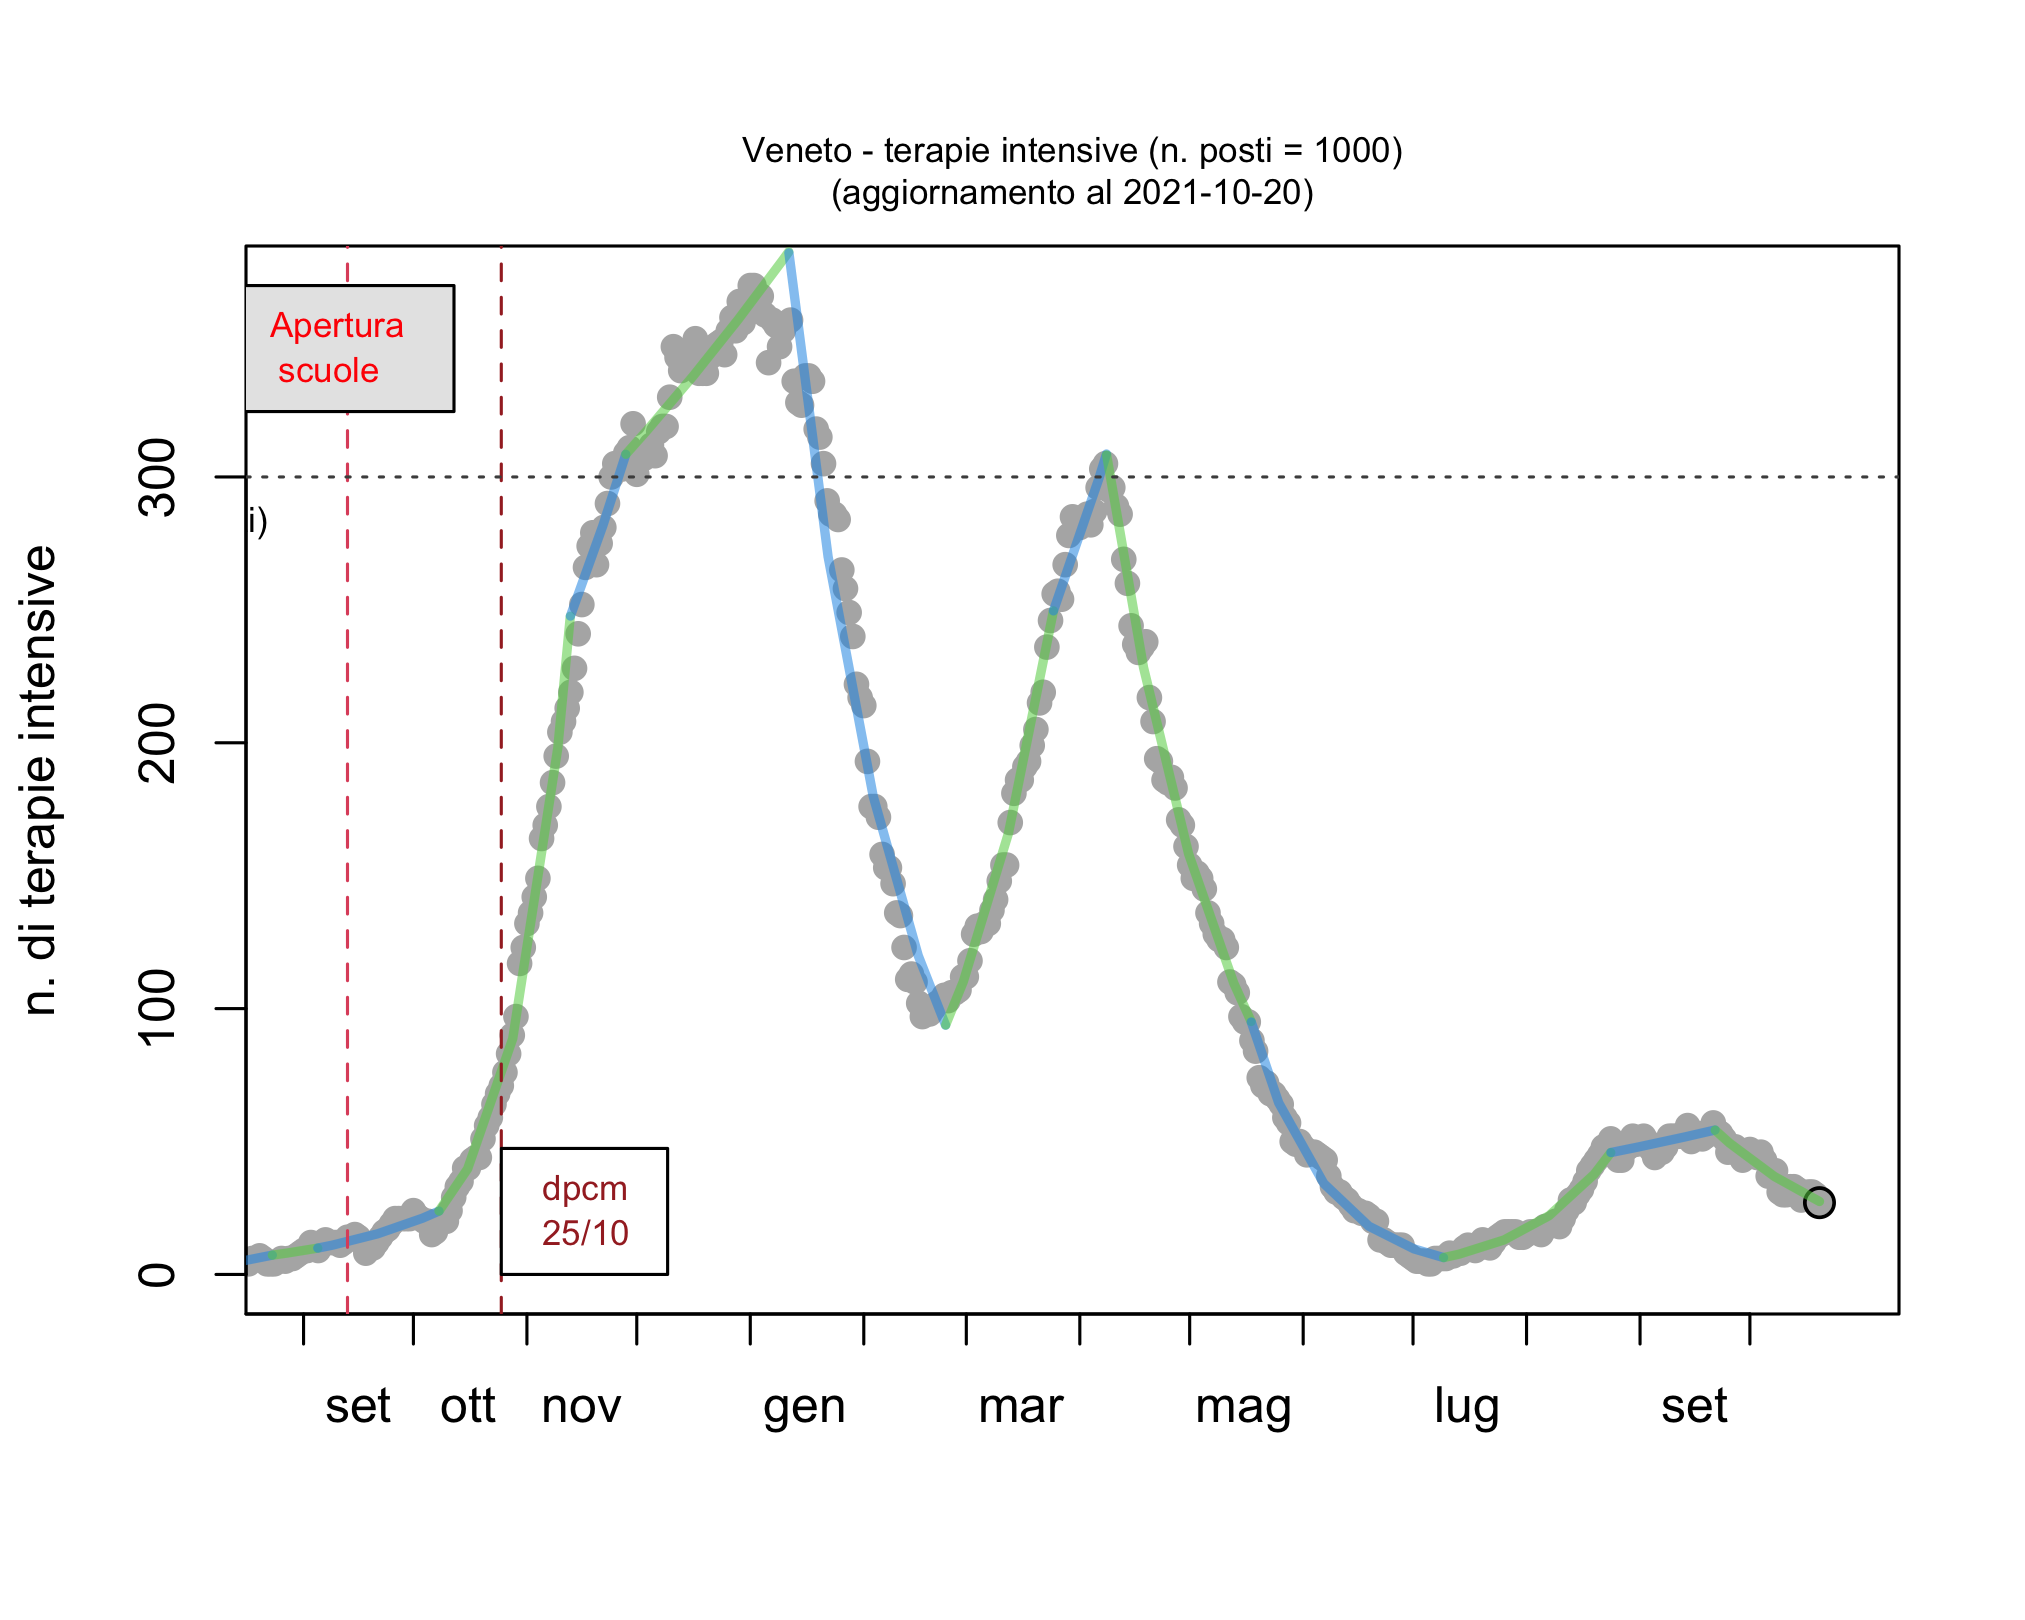 Veneto - terapie intensive (n. posti = 1000)
(aggiornamento al 2021-10-20)
Apertura
scuole
i)
dpcm
25/10
n. di terapie intensive
300
200
100
0
set ott nov gen mar mag lug set